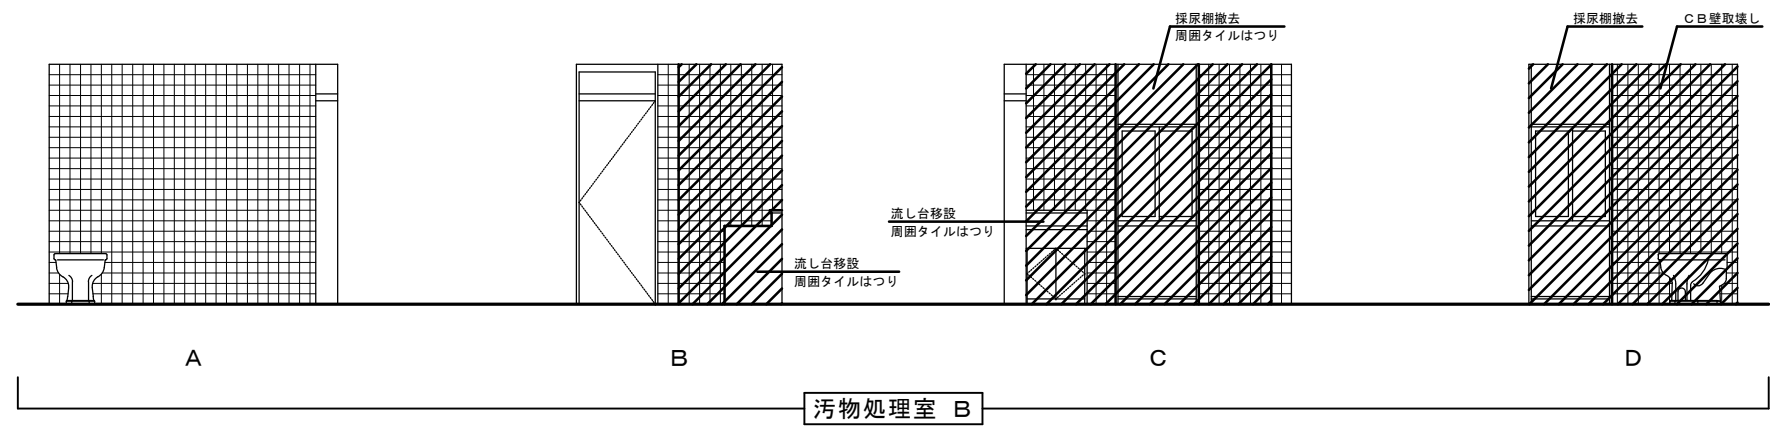 採尿棚撤去
周囲タイルはつり
採尿棚撤去
ＣＢ壁取壊し
流し台移設
周囲タイルはつり
流し台移設
周囲タイルはつり
A
B
C
D
汚物処理室 B